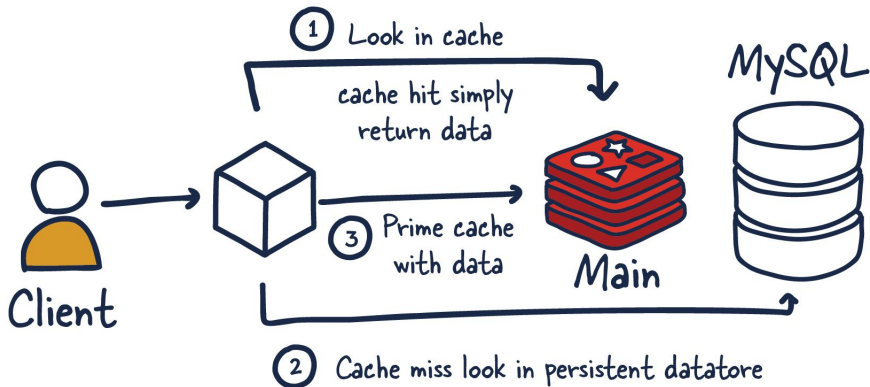 1 Look in cache
cache hit simply
return data
MySQL
3 Prime cache
with data
Client
Main
2 Cache miss look in persistent datatore